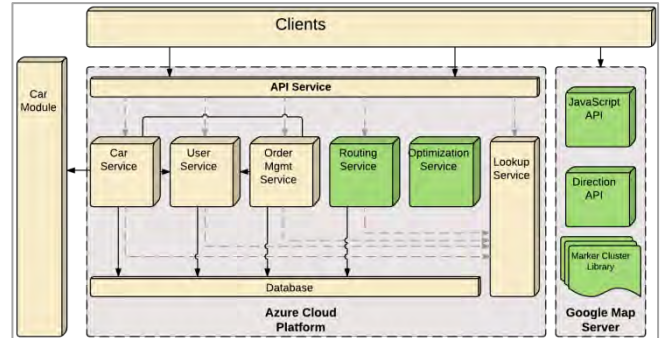 Clients
Car
Module
API Service
JavaScript
API
Car
Service
User
Service
Order
Mgmt
Service
Routing
Service
Optimization
Service
Lookup
Service
Direction
API
Marker Cluster
Library
Database
Azure Cloud
Platform
Google Map
Server